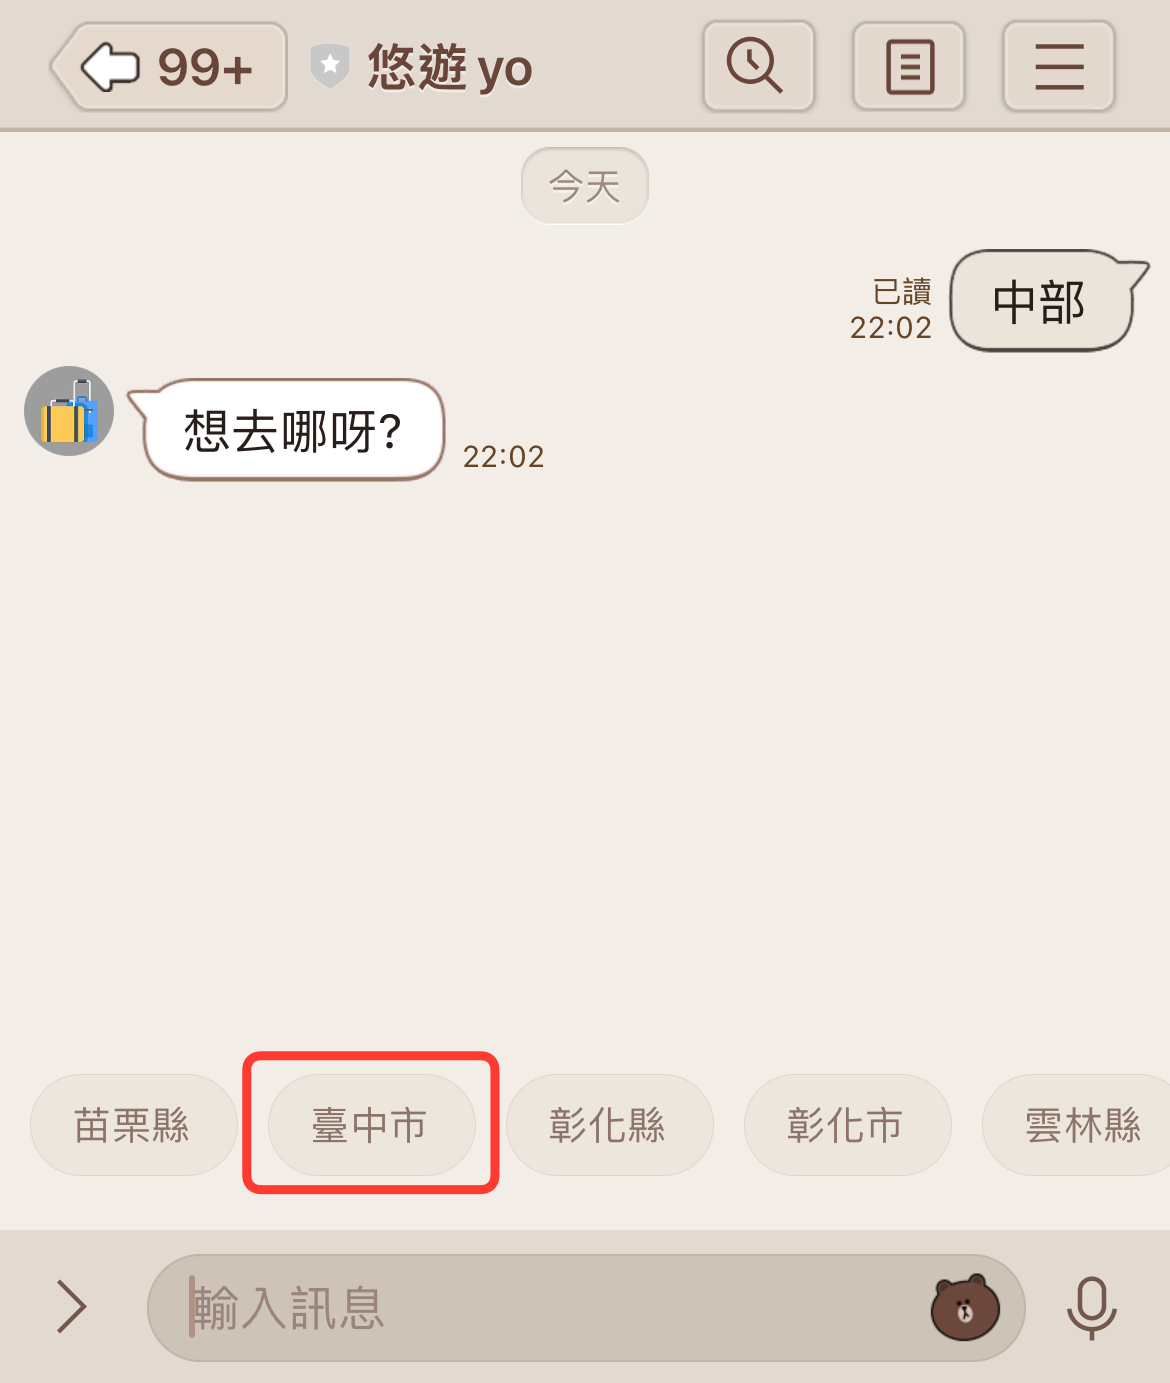 99+
悠遊 yo
今天
已讀
22:02
中部
想去哪呀?
22:02
苗栗縣
臺中市
彰化縣
彰化市
雲林縣
輸入訊息